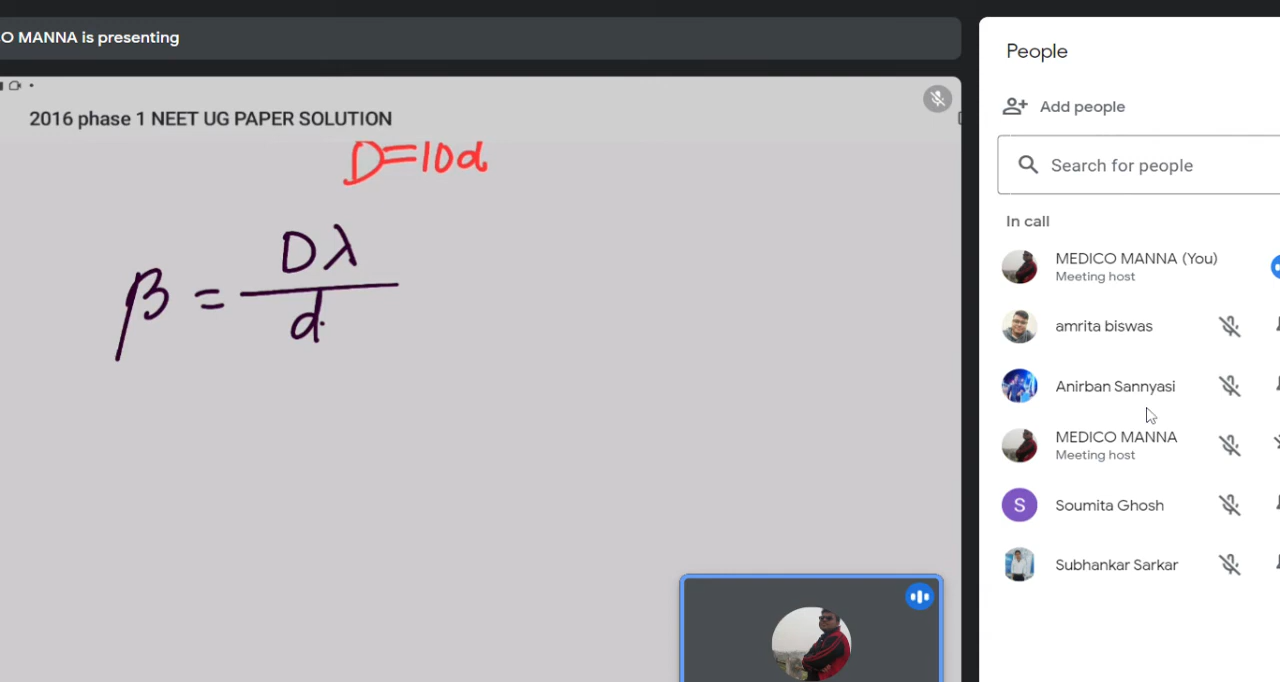 O MANNA is presenting
2016 phase 1 NEET UG PAPER SOLUTION
D=10d
β = Dλ / d
People
Add people
Search for people
In call
MEDICO MANNA (You)
Meeting host
amrita biswas
Anirban Sannyasi
MEDICO MANNA
Meeting host
S Soumita Ghosh
Subhankar Sarkar